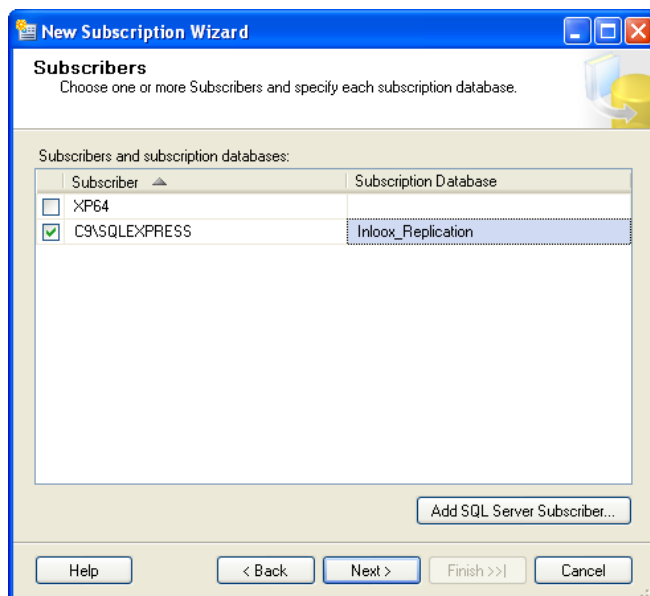 New Subscription Wizard
Subscribers
Choose one or more Subscribers and specify each subscription database.
Subscribers and subscription databases:
Subscriber Subscription Database
XP64
C9\SQLEXPRESS Inloox_Replication
Add SQL Server Subscriber...
Help < Back Next > Finish >>| Cancel